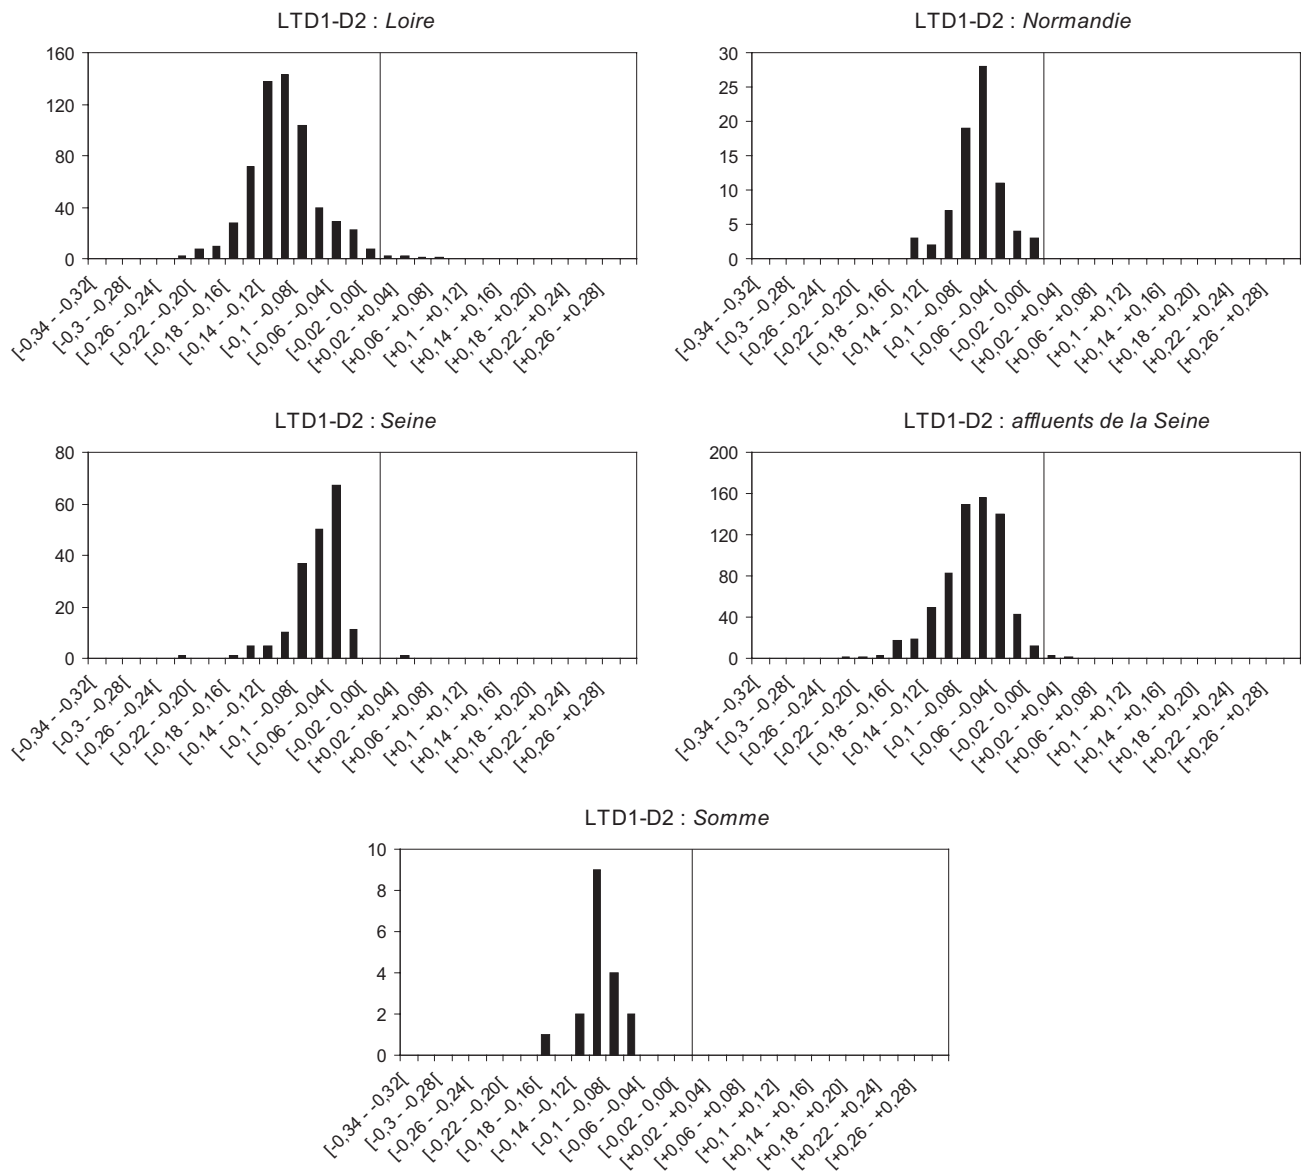 LTD1-D2 : Loire
160
120
80
40
0
[-0,34 - -0,32[
[-0,3 - -0,28[
[-0,26 - -0,24[
[-0,22 - -0,20[
[-0,18 - -0,16[
[-0,14 - -0,12[
[-0,1 - -0,08[
[-0,06 - -0,04[
[-0,02 - 0,00[
[+0,02 - +0,04]
[+0,06 - +0,08]
[+0,1 - +0,12]
[+0,14 - +0,16]
[+0,18 - +0,20]
[+0,22 - +0,24]
[+0,26 - +0,28]
LTD1-D2 : Normandie
30
25
20
15
10
5
0
[-0,34 - -0,32[
[-0,3 - -0,28[
[-0,26 - -0,24[
[-0,22 - -0,20[
[-0,18 - -0,16[
[-0,14 - -0,12[
[-0,1 - -0,08[
[-0,06 - -0,04[
[-0,02 - 0,00[
[+0,02 - +0,04]
[+0,06 - +0,08]
[+0,1 - +0,12]
[+0,14 - +0,16]
[+0,18 - +0,20]
[+0,22 - +0,24]
[+0,26 - +0,28]
LTD1-D2 : Seine
80
60
40
20
0
[-0,34 - -0,32[
[-0,3 - -0,28[
[-0,26 - -0,24[
[-0,22 - -0,20[
[-0,18 - -0,16[
[-0,14 - -0,12[
[-0,1 - -0,08[
[-0,06 - -0,04[
[-0,02 - 0,00[
[+0,02 - +0,04]
[+0,06 - +0,08]
[+0,1 - +0,12]
[+0,14 - +0,16]
[+0,18 - +0,20]
[+0,22 - +0,24]
[+0,26 - +0,28]
LTD1-D2 : affluents de la Seine
200
160
120
80
40
0
[-0,34 - -0,32[
[-0,3 - -0,28[
[-0,26 - -0,24[
[-0,22 - -0,20[
[-0,18 - -0,16[
[-0,14 - -0,12[
[-0,1 - -0,08[
[-0,06 - -0,04[
[-0,02 - 0,00[
[+0,02 - +0,04]
[+0,06 - +0,08]
[+0,1 - +0,12]
[+0,14 - +0,16]
[+0,18 - +0,20]
[+0,22 - +0,24]
[+0,26 - +0,28]
LTD1-D2 : Somme
10
8
6
4
2
0
[-0,34 - -0,32[
[-0,3 - -0,28[
[-0,26 - -0,24[
[-0,22 - -0,20[
[-0,18 - -0,16[
[-0,14 - -0,12[
[-0,1 - -0,08[
[-0,06 - -0,04[
[-0,02 - 0,00[
[+0,02 - +0,04]
[+0,06 - +0,08]
[+0,1 - +0,12]
[+0,14 - +0,16]
[+0,18 - +0,20]
[+0,22 - +0,24]
[+0,26 - +0,28]